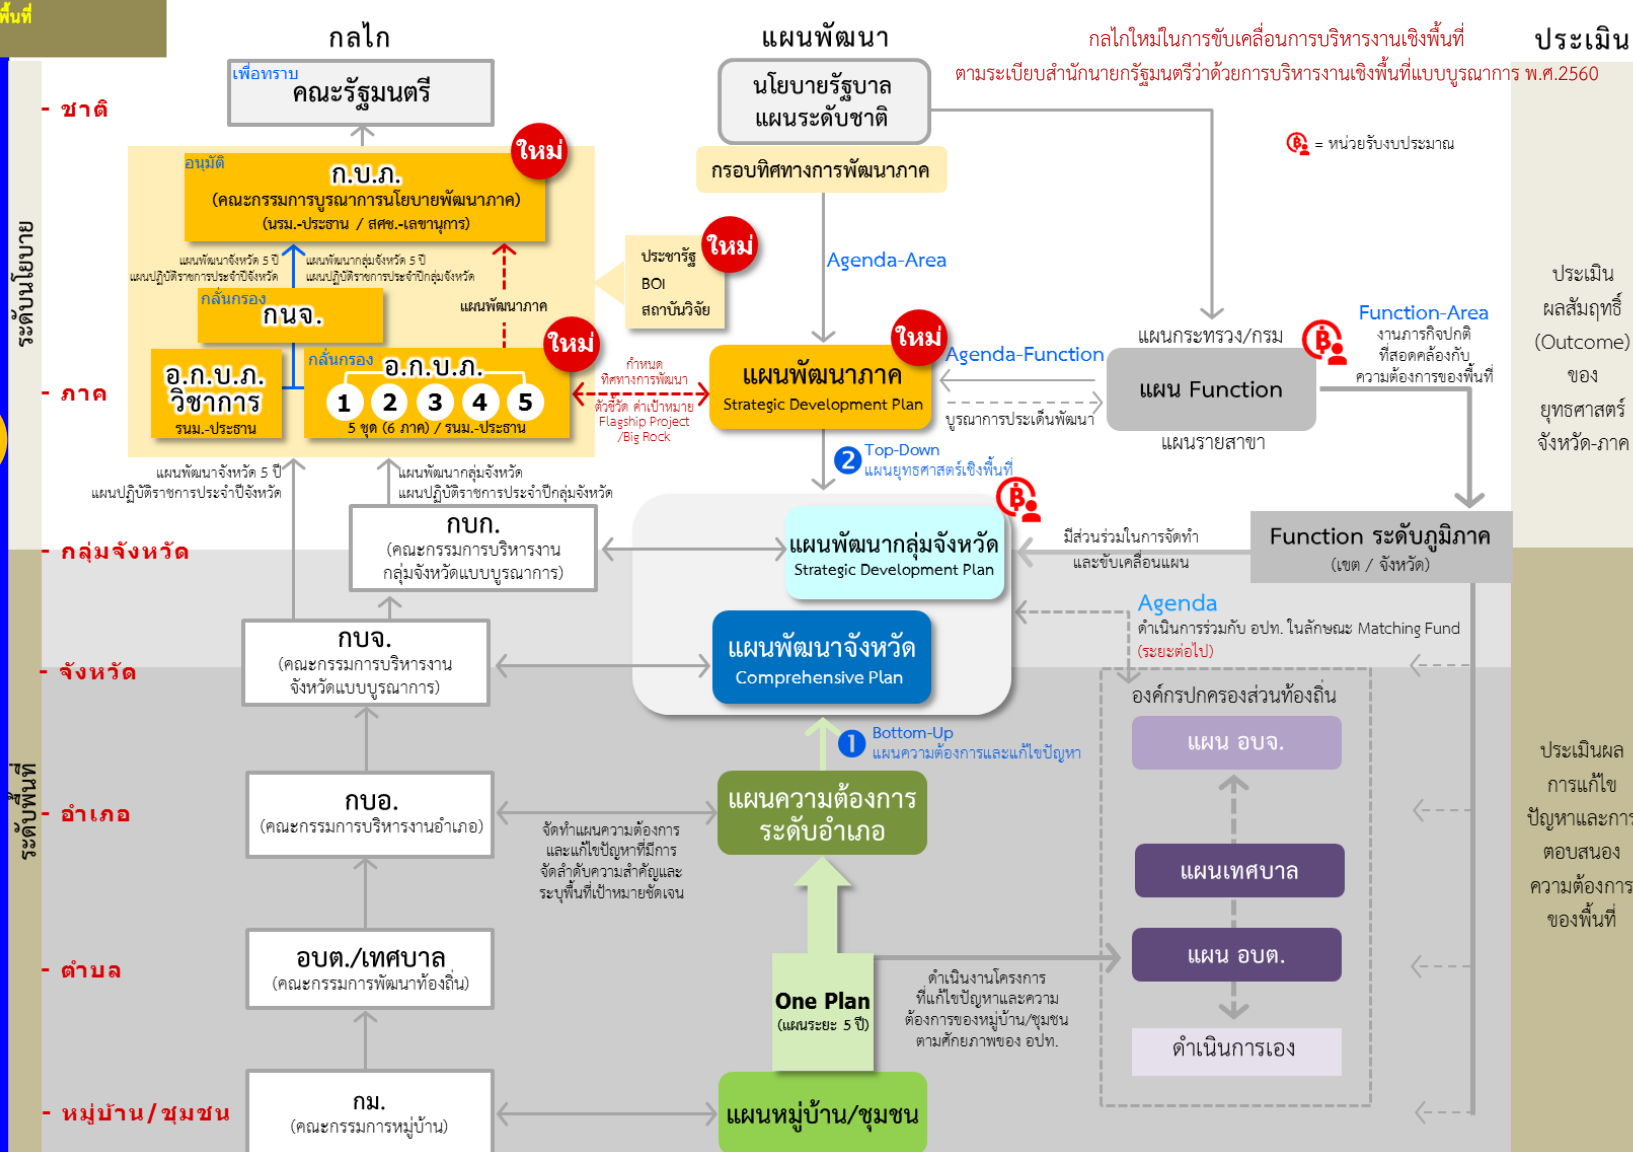 พื้นที่
กลไก
แผนพัฒนา
กลไกใหม่ในการขับเคลื่อนการบริหารงานเชิงพื้นที่
ตามระเบียบสำนักนายกรัฐมนตรีว่าด้วยการบริหารงานเชิงพื้นที่แบบบูรณาการ พ.ศ.2560
ประเมิน
ระดับนโยบาย
ระดับพื้นที่
- ชาติ
- ภาค
- กลุ่มจังหวัด
- จังหวัด
- อำเภอ
- ตำบล
- หมู่บ้าน/ชุมชน
เพื่อทราบ
คณะรัฐมนตรี
อนุมัติ
ใหม่
ก.บ.ภ.
(คณะกรรมการบูรณาการนโยบายพัฒนาภาค)
(นรม.-ประธาน / สศช.-เลขานุการ)
แผนพัฒนาจังหวัด 5 ปี
แผนปฏิบัติราชการประจำปีจังหวัด
แผนพัฒนากลุ่มจังหวัด 5 ปี
แผนปฏิบัติราชการประจำปีกลุ่มจังหวัด
กลั่นกรอง
กนจ.
แผนพัฒนาภาค
อ.ก.บ.ภ.
วิชาการ
รนม.-ประธาน
กลั่นกรอง
ใหม่
อ.ก.บ.ภ.
1 2 3 4 5
5 ชุด (6 ภาค) / รนม.-ประธาน
ประชารัฐ
BOI
สถาบันวิจัย
ใหม่
แผนพัฒนาจังหวัด 5 ปี
แผนปฏิบัติราชการประจำปีจังหวัด
แผนพัฒนากลุ่มจังหวัด
แผนปฏิบัติราชการประจำปีกลุ่มจังหวัด
กบก.
(คณะกรรมการบริหารงาน
กลุ่มจังหวัดแบบบูรณาการ)
กบจ.
(คณะกรรมการบริหารงาน
จังหวัดแบบบูรณาการ)
กบอ.
(คณะกรรมการบริหารงานอำเภอ)
อบต./เทศบาล
(คณะกรรมการพัฒนาท้องถิ่น)
กม.
(คณะกรรมการหมู่บ้าน)
นโยบายรัฐบาล
แผนระดับชาติ
กรอบทิศทางการพัฒนาภาค
Agenda-Area
กำหนด
ทิศทางการพัฒนา
ตัวชี้วัด ค่าเป้าหมาย
Flagship Project
/Big Rock
ใหม่
แผนพัฒนาภาค
Strategic Development Plan
Agenda-Function
บูรณาการประเด็นพัฒนา
2 Top-Down
แผนยุทธศาสตร์เชิงพื้นที่
แผนพัฒนากลุ่มจังหวัด
Strategic Development Plan
แผนพัฒนาจังหวัด
Comprehensive Plan
1 Bottom-Up
แผนความต้องการและแก้ไขปัญหา
แผนความต้องการ
ระดับอำเภอ
จัดทำแผนความต้องการ
และแก้ไขปัญหาที่มีการ
จัดลำดับความสำคัญและ
ระบุพื้นที่เป้าหมายชัดเจน
One Plan
(แผนระยะ 5 ปี)
แผนหมู่บ้าน/ชุมชน
ดำเนินงานโครงการ
ที่แก้ไขปัญหาและความ
ต้องการของหมู่บ้าน/ชุมชน
ตามศักยภาพของ อปท.
฿ = หน่วยรับงบประมาณ
แผนกระทรวง/กรม
฿
แผน Function
แผนรายสาขา
Function-Area
งานภารกิจปกติ
ที่สอดคล้องกับ
ความต้องการของพื้นที่
฿
มีส่วนร่วมในการจัดทำ
และขับเคลื่อนแผน
Function ระดับภูมิภาค
(เขต / จังหวัด)
Agenda
ดำเนินการร่วมกับ อปท. ในลักษณะ Matching Fund
(ระยะต่อไป)
องค์กรปกครองส่วนท้องถิ่น
แผน อบจ.
แผนเทศบาล
แผน อบต.
ดำเนินการเอง
ประเมิน
ผลสัมฤทธิ์
(Outcome)
ของ
ยุทธศาสตร์
จังหวัด-ภาค
ประเมินผล
การแก้ไข
ปัญหาและการ
ตอบสนอง
ความต้องการ
ของพื้นที่